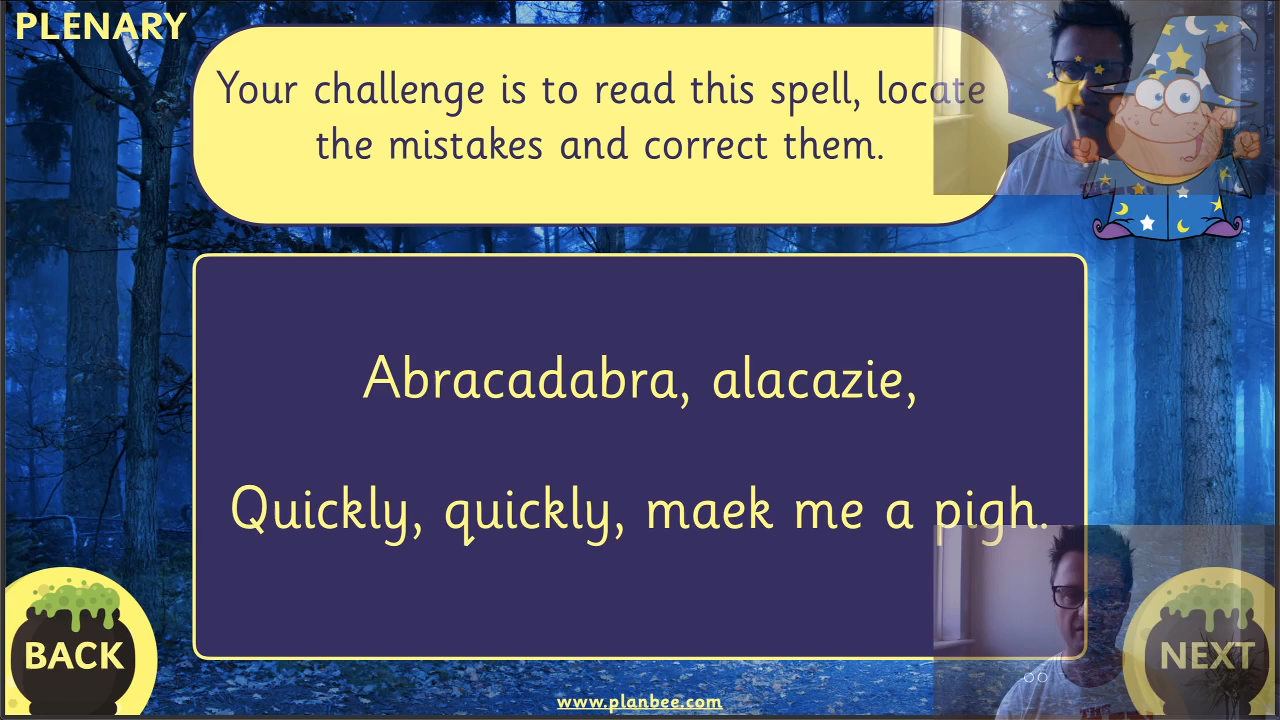 PLENARY
Your challenge is to read this spell, locate
the mistakes and correct them.
Abracadabra, alacazie,
Quickly, quickly, maek me a pigh.
BACK
NEXT
www.planbee.com